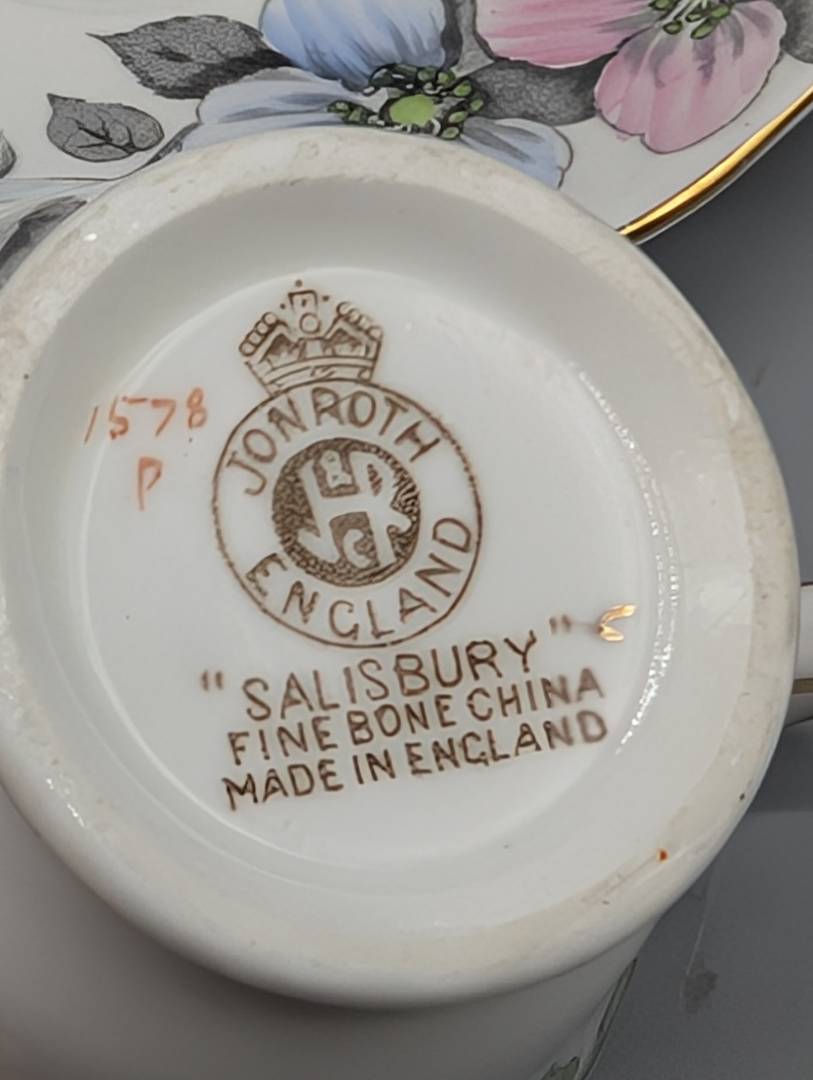 JONROTH
ENGLAND
1578
P
"SALISBURY"
FINE BONE CHINA
MADE IN ENGLAND